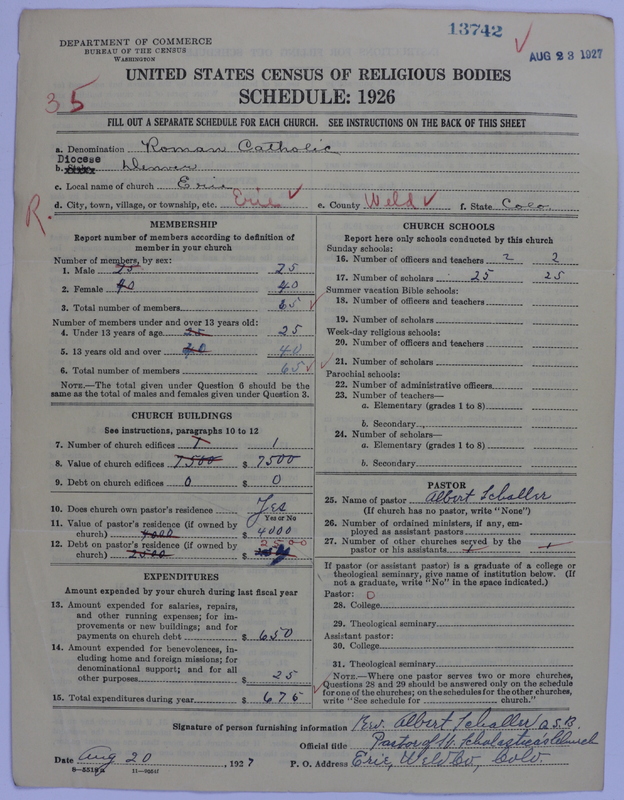 13742
AUG 23 1927
DEPARTMENT OF COMMERCE
BUREAU OF THE CENSUS
WASHINGTON
UNITED STATES CENSUS OF RELIGIOUS BODIES
SCHEDULE: 1926
35
FILL OUT A SEPARATE SCHEDULE FOR EACH CHURCH. SEE INSTRUCTIONS ON THE BACK OF THIS SHEET
a. Denomination Roman Catholic
Diocese
b. Denver
c. Local name of church Erie
d. City, town, village, or township, etc. Erie e. County Weld f. State Colo.
R.
MEMBERSHIP
Report number of members according to definition of
member in your church
Number of members, by sex:
1. Male 25 25
2. Female 40 40
3. Total number of members 65
Number of members under and over 13 years old:
4. Under 13 years of age 25 25
5. 13 years old and over 40 40
6. Total number of members 65
NOTE.—The total given under Question 6 should be the
same as the total of males and females given under Question 3.
CHURCH BUILDINGS
See instructions, paragraphs 10 to 12
7. Number of church edifices 1 1
8. Value of church edifices 7500 $ 7500
9. Debt on church edifices 0 $ 0
10. Does church own pastor's residence Yes
Yes or No
11. Value of pastor's residence (if owned by
church) 4000 $ 4000
12. Debt on pastor's residence (if owned by 2500
church) 2500 $
EXPENDITURES
Amount expended by your church during last fiscal year
13. Amount expended for salaries, repairs,
and other running expenses; for im-
provements or new buildings; and for
payments on church debt $ 650
14. Amount expended for benevolences, in-
cluding home and foreign missions; for
denominational support; and for all
other purposes $ 25
15. Total expenditures during year $ 675
CHURCH SCHOOLS
Report here only schools conducted by this church
Sunday schools:
16. Number of officers and teachers 2 2
17. Number of scholars 25 25
Summer vacation Bible schools:
18. Number of officers and teachers
19. Number of scholars
Week-day religious schools:
20. Number of officers and teachers
21. Number of scholars
Parochial schools:
22. Number of administrative officers
23. Number of teachers—
a. Elementary (grades 1 to 8)
b. Secondary
24. Number of scholars—
a. Elementary (grades 1 to 8)
b. Secondary
PASTOR
25. Name of pastor Albert Schaller
(If church has no pastor, write "None")
26. Number of ordained ministers, if any, em-
ployed as assistant pastors
27. Number of other churches served by the
pastor or his assistants
If pastor (or assistant pastor) is a graduate of a college or
theological seminary, give name of institution below. (If
not a graduate, write "No" in the space indicated.)
Pastor: 0
28. College
29. Theological seminary
Assistant pastor:
30. College
31. Theological seminary
NOTE.—Where one pastor serves two or more churches,
Questions 28 and 29 should be answered only on the schedule
for one of the churches; on the schedules for the other churches,
write "See schedule for church."
Signature of person furnishing information Rev. Albert Schaller O.S.B.
Official title Pastor of St. Scholasticas Church
Date Aug 20, 1927 P. O. Address Erie, Weld Co, Colo.
8-5519a 11-9021f